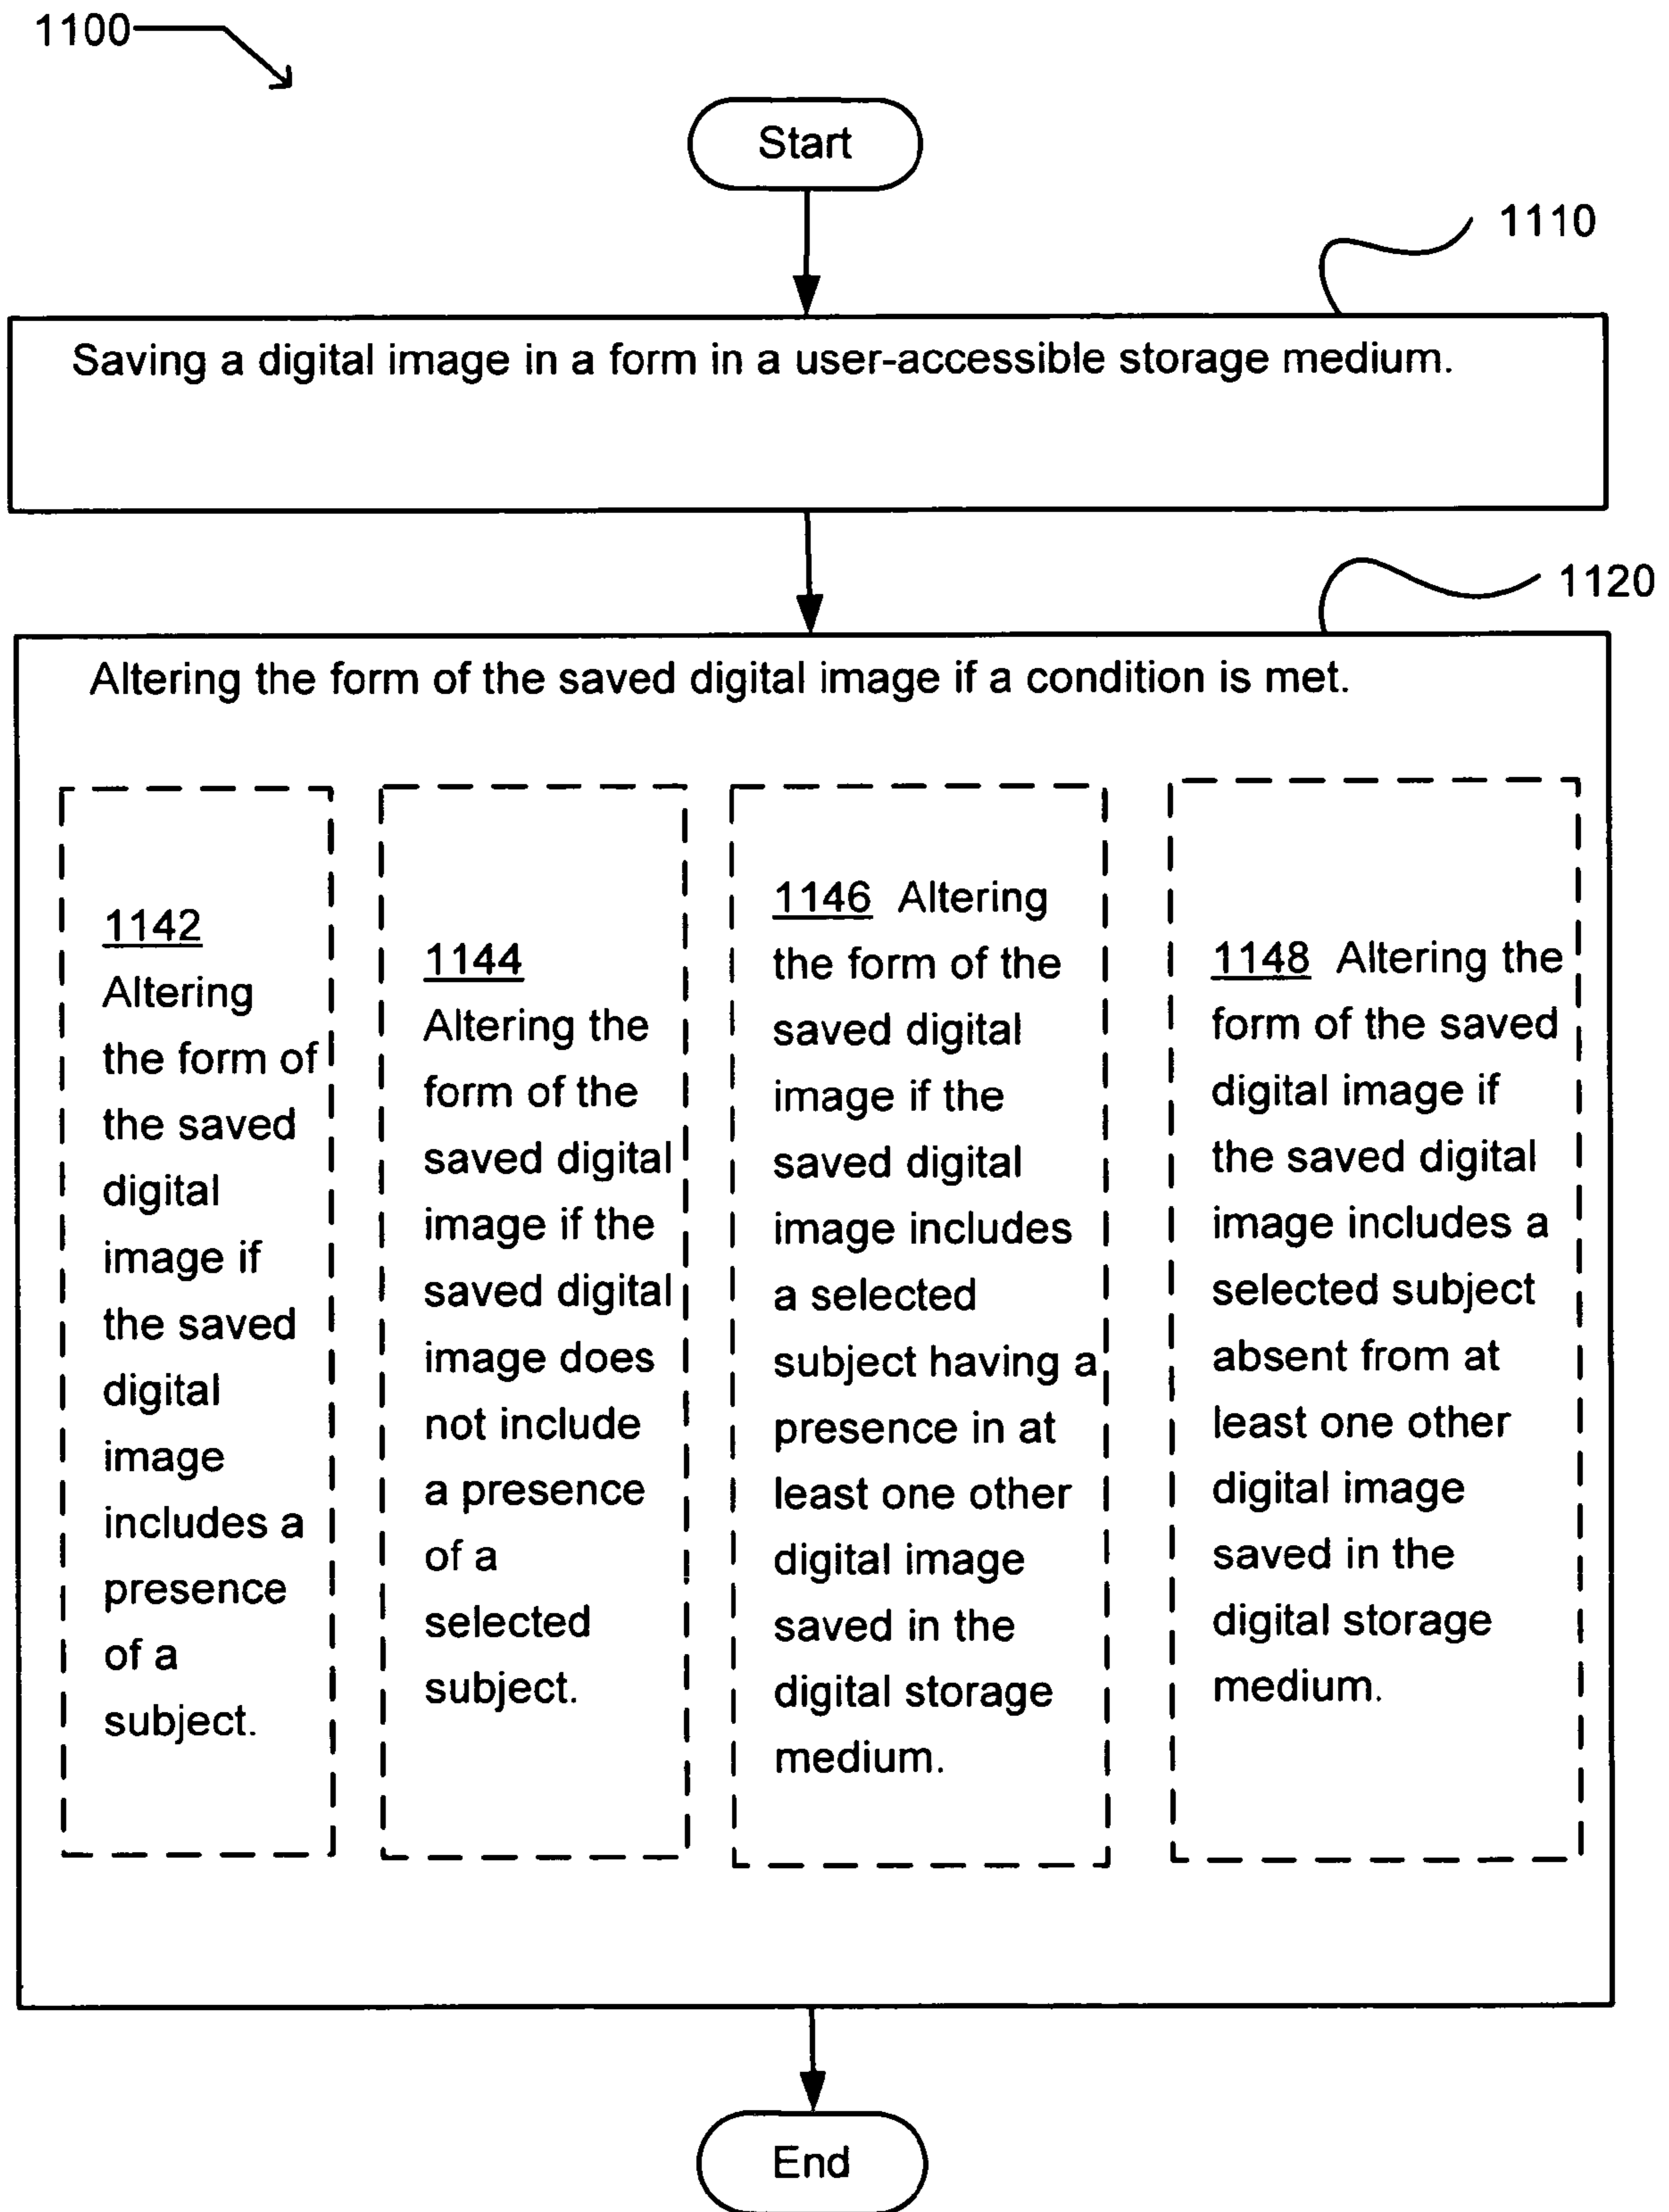 1100
Start
1110
Saving a digital image in a form in a user-accessible storage medium.
1120
Altering the form of the saved digital image if a condition is met.
1142
Altering
the form of
the saved
digital
image if
the saved
digital
image
includes a
presence
of a
subject.
1144
Altering the
form of the
saved digital
image if the
saved digital
image does
not include
a presence
of a
selected
subject.
1146 Altering
the form of the
saved digital
image if the
saved digital
image includes
a selected
subject having a
presence in at
least one other
digital image
saved in the
digital storage
medium.
1148 Altering the
form of the saved
digital image if
the saved digital
image includes a
selected subject
absent from at
least one other
digital image
saved in the
digital storage
medium.
End